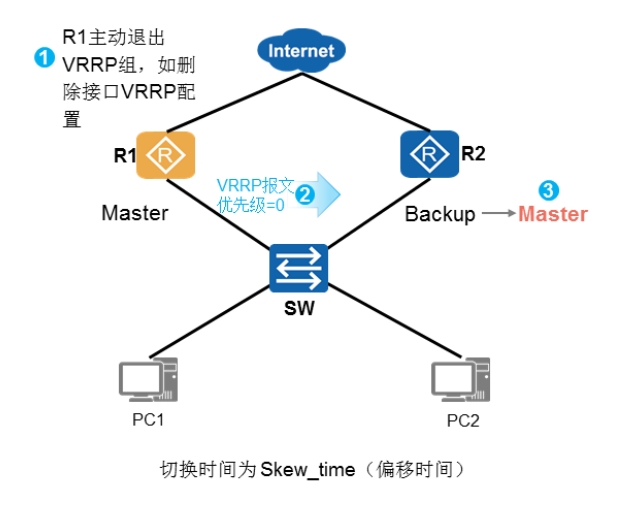 1
R1主动退出
VRRP组，如删
除接口VRRP配
置
Internet
R
R1
R
R2
VRRP报文
优先级=0
2
3
Master
Backup
Master
SW
PC1
PC2
切换时间为Skew_time（偏移时间）